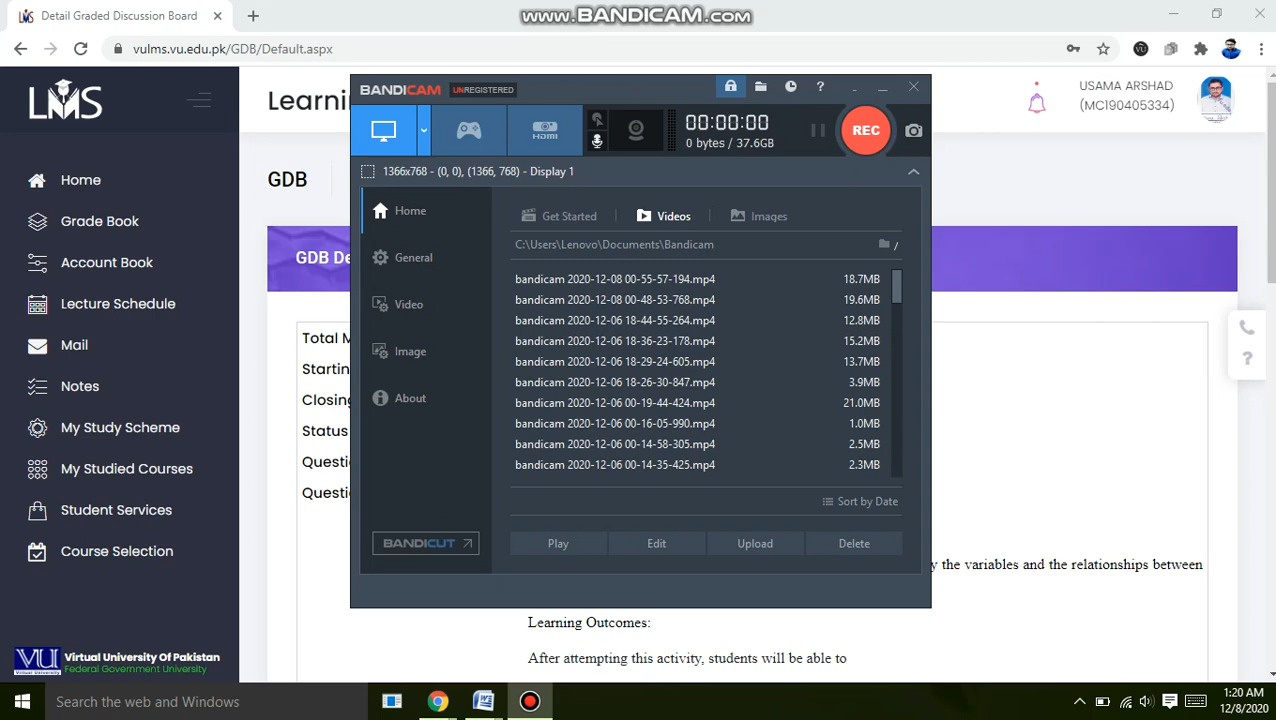 Detail Graded Discussion Board
www.BANDICAM.com
vulms.vu.edu.pk/GDB/Default.aspx
LMS
Learni
USAMA ARSHAD
(MC190405334)
Home
Grade Book
Account Book
Lecture Schedule
Mail
Notes
My Study Scheme
My Studied Courses
Student Services
Course Selection
VU
Virtual University Of Pakistan
Federal Government University
GDB
GDB De
Total M
Startin
Closing
Status
Questi
Questi
BANDICAM UNREGISTERED
HDMI
00:00:00
0 bytes / 37.6GB
REC
1366x768 - (0, 0), (1366, 768) - Display 1
Home
General
Video
Image
About
BANDICUT
Get Started
Videos
Images
C:\Users\Lenovo\Documents\Bandicam
/
bandicam 2020-12-08 00-55-57-194.mp4 18.7MB
bandicam 2020-12-08 00-48-53-768.mp4 19.6MB
bandicam 2020-12-06 18-44-55-264.mp4 12.8MB
bandicam 2020-12-06 18-36-23-178.mp4 15.2MB
bandicam 2020-12-06 18-29-24-605.mp4 13.7MB
bandicam 2020-12-06 18-26-30-847.mp4 3.9MB
bandicam 2020-12-06 00-19-44-424.mp4 21.0MB
bandicam 2020-12-06 00-16-05-990.mp4 1.0MB
bandicam 2020-12-06 00-14-58-305.mp4 2.5MB
bandicam 2020-12-06 00-14-35-425.mp4 2.3MB
Sort by Date
Play Edit Upload Delete
y the variables and the relationships between
Learning Outcomes:
After attempting this activity, students will be able to
Search the web and Windows
1:20 AM
12/8/2020